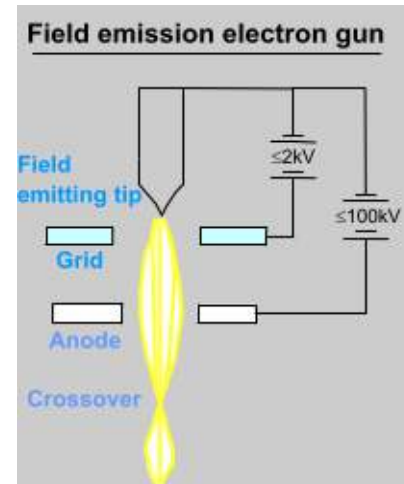 Field emission electron gun
≤2kV
Field
emitting tip
≤100kV
Grid
Anode
Crossover